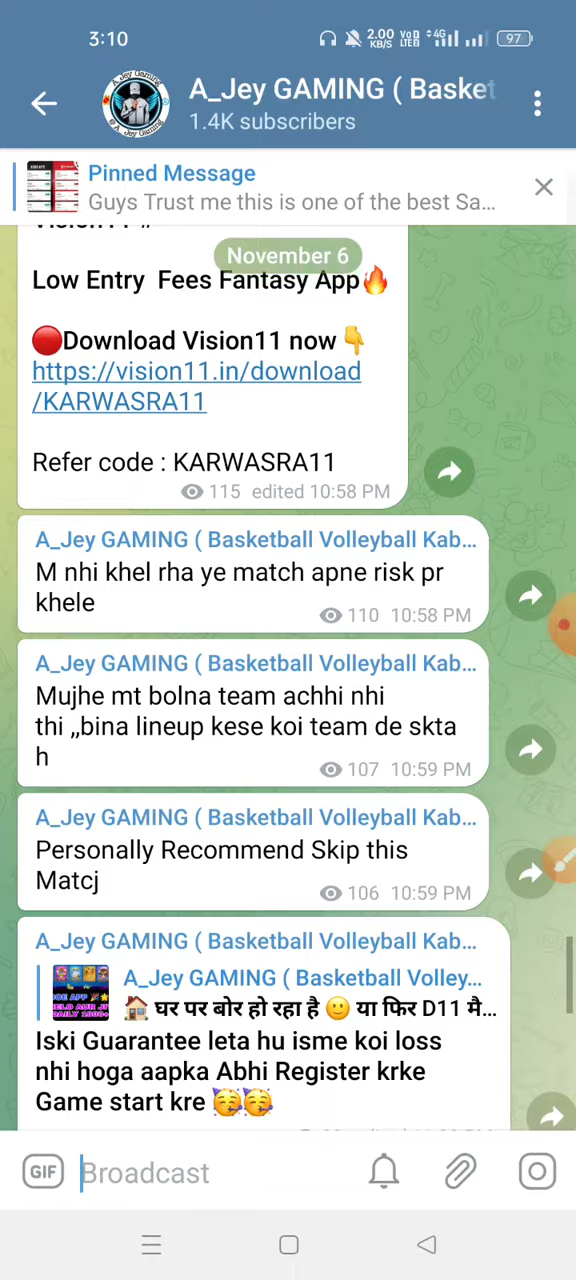 3:10
2.00 KB/S
VoD LTE
4G
97
A_Jey GAMING ( Basket
1.4K subscribers
Pinned Message
Guys Trust me this is one of the best Sa...
November 6
Low Entry Fees Fantasy App🔥
🔴Download Vision11 now👇
https://vision11.in/download
/KARWASRA11
Refer code : KARWASRA11
115 edited 10:58 PM
A_Jey GAMING ( Basketball Volleyball Kab...
M nhi khel rha ye match apne risk pr
khele
110 10:58 PM
A_Jey GAMING ( Basketball Volleyball Kab...
Mujhe mt bolna team achhi nhi
thi ,,bina lineup kese koi team de skta
h
107 10:59 PM
A_Jey GAMING ( Basketball Volleyball Kab...
Personally Recommend Skip this
Matcj
106 10:59 PM
A_Jey GAMING ( Basketball Volleyball Kab...
A_Jey GAMING ( Basketball Volley...
🏠 घर पर बोर हो रहा है 🙂 या फिर D11 मै...
Iski Guarantee leta hu isme koi loss
nhi hoga aapka Abhi Register krke
Game start kre 🥳🥳
GIF
Broadcast